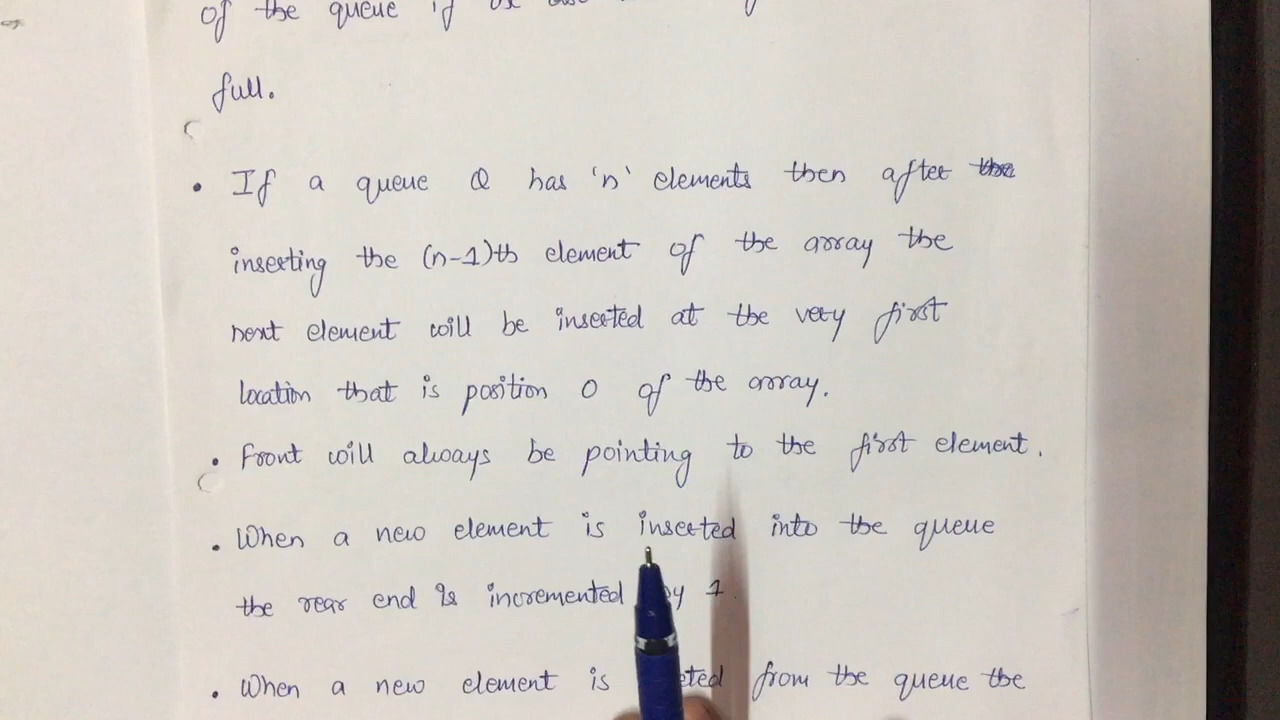 of the queue if
full.
• If a queue Q has 'n' elements then after the
inserting the (n-1)th element of the array the
next element will be inserted at the very first
location that is position 0 of the array.
• Front will always be pointing to the first element.
• When a new element is inserted into the queue
the rear end is incremented by 1.
• When a new element is from the queue the